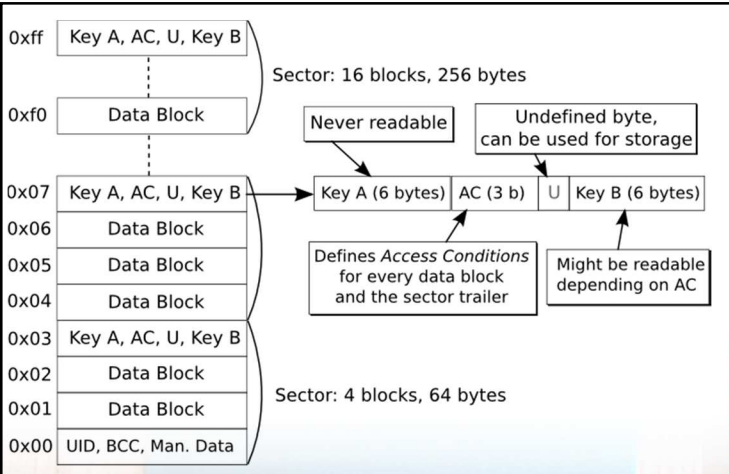 0xff Key A, AC, U, Key B
Sector: 16 blocks, 256 bytes
0xf0 Data Block
Never readable
Undefined byte,
can be used for storage
0x07 Key A, AC, U, Key B
Key A (6 bytes) AC (3 b) U Key B (6 bytes)
0x06 Data Block
0x05 Data Block
0x04 Data Block
Defines Access Conditions
for every data block
and the sector trailer
Might be readable
depending on AC
0x03 Key A, AC, U, Key B
0x02 Data Block
0x01 Data Block
Sector: 4 blocks, 64 bytes
0x00 UID, BCC, Man. Data